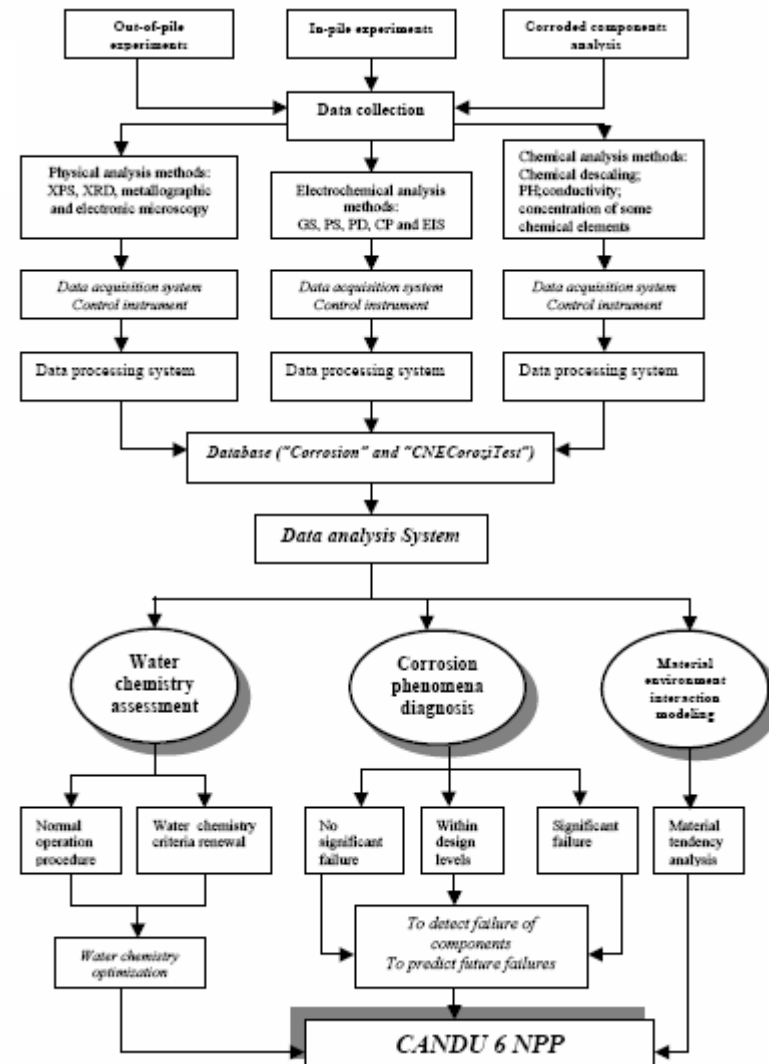 Out-of-pile
experiments
In-pile experiments
Corroded components
analysis
Data collection
Physical analysis methods:
XPS, XRD, metallographic
and electronic microscopy
Electrochemical analysis
methods:
GS, PS, PD, CP and EIS
Chemical analysis methods:
Chemical descaling;
PH;conductivity;
concentration of some
chemical elements
Data acquisition system
Control instrument
Data acquisition system
Control instrument
Data acquisition system
Control instrument
Data processing system
Data processing system
Data processing system
Database ("Corrosion" and "CNECoroziTest")
Data analysis System
Water
chemistry
assessment
Corrosion
phenomena
diagnosis
Material
environment
interaction
modeling
Normal
operation
procedure
Water chemistry
criteria renewal
No
significant
failure
Within
design
levels
Significant
failure
Material
tendency
analysis
Water chemistry
optimization
To detect failure of
components
To predict future failures
CANDU 6 NPP